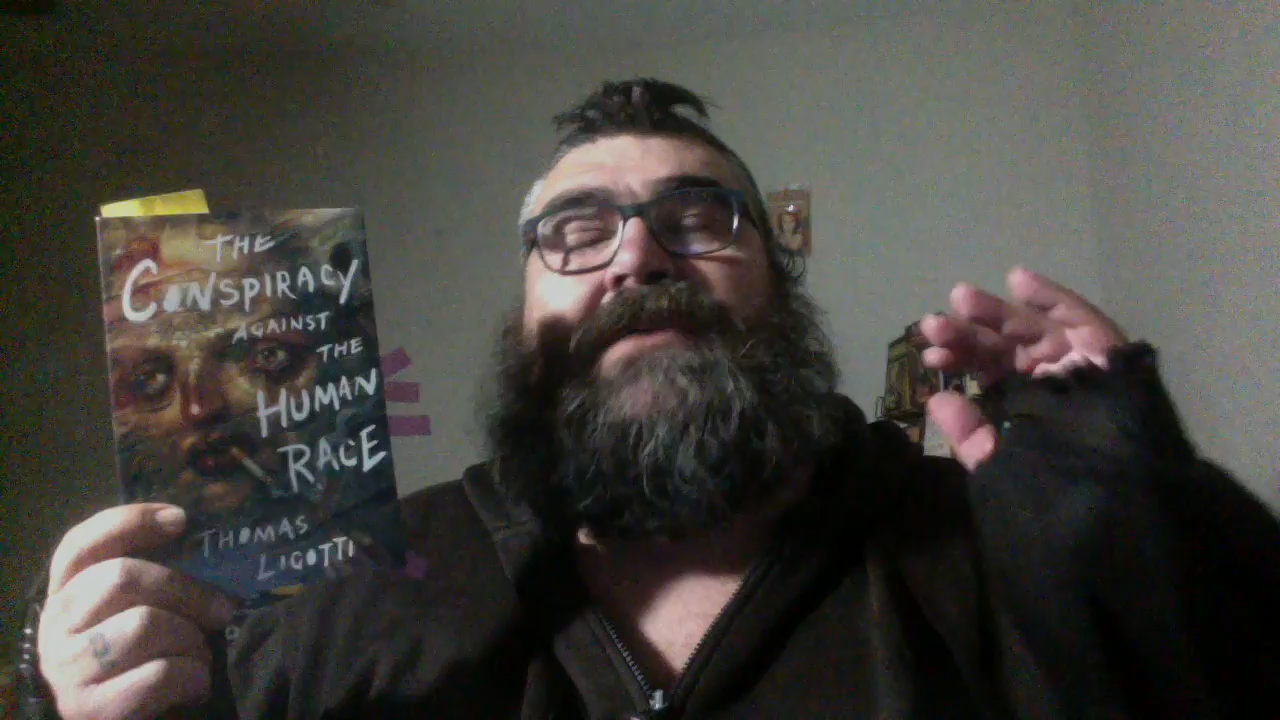 THE
CONSPIRACY
AGAINST
THE
HUMAN
RACE
THOMAS
LIGOTTI